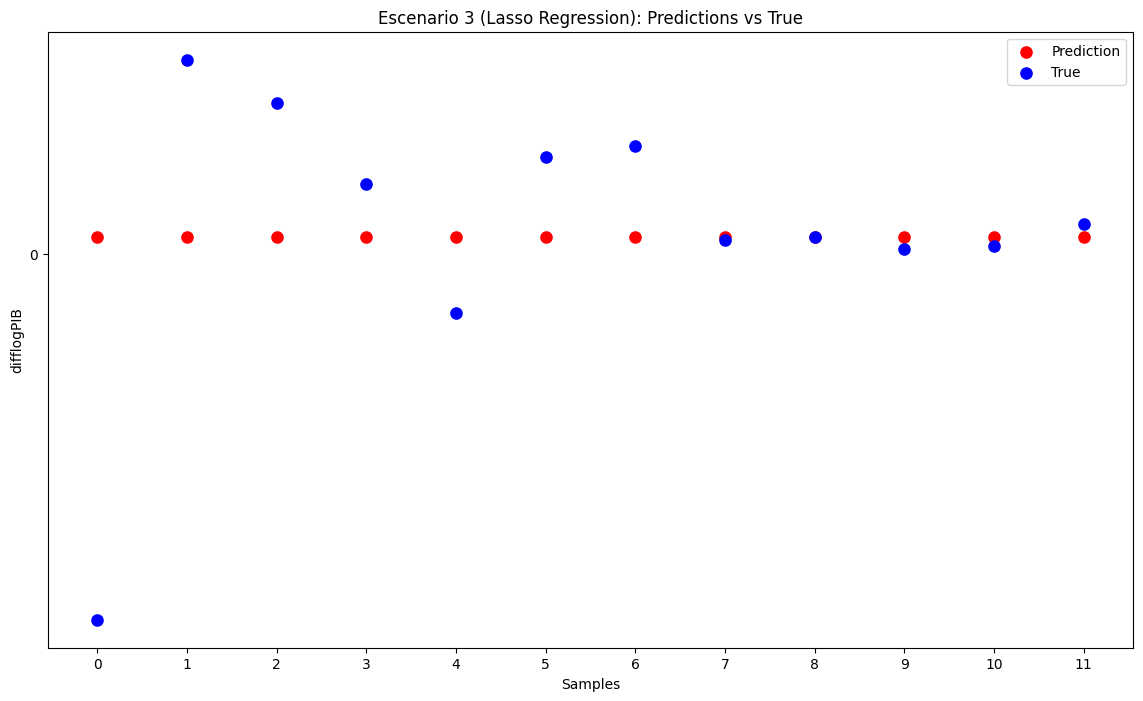 Escenario 3 (Lasso Regression): Predictions vs True
Prediction
True
0
difflogPIB
0 1 2 3 4 5 6 7 8 9 10 11
Samples